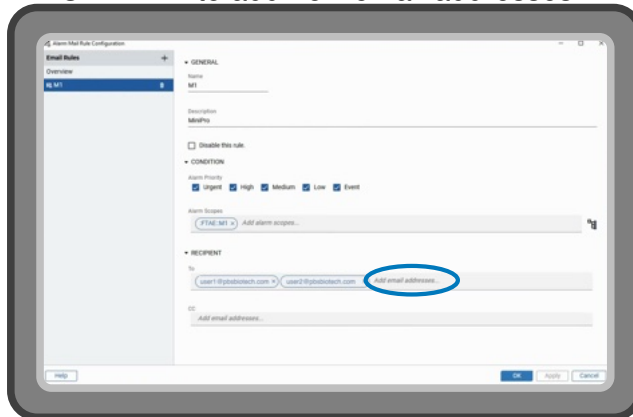 Alarm Mail Rule Configuration
Email Rules +
Overview
M1
GENERAL
Name
M1
Description
MiniPro
Disable this rule.
CONDITION
Alarm Priority
Urgent High Medium Low Event
Alarm Scopes
FTAE:M1 × Add alarm scopes...
RECIPIENT
To
user1@pbsbiotech.com × user2@pbsbiotech.com Add email addresses...
CC
Add email addresses...
Help OK Apply Cancel